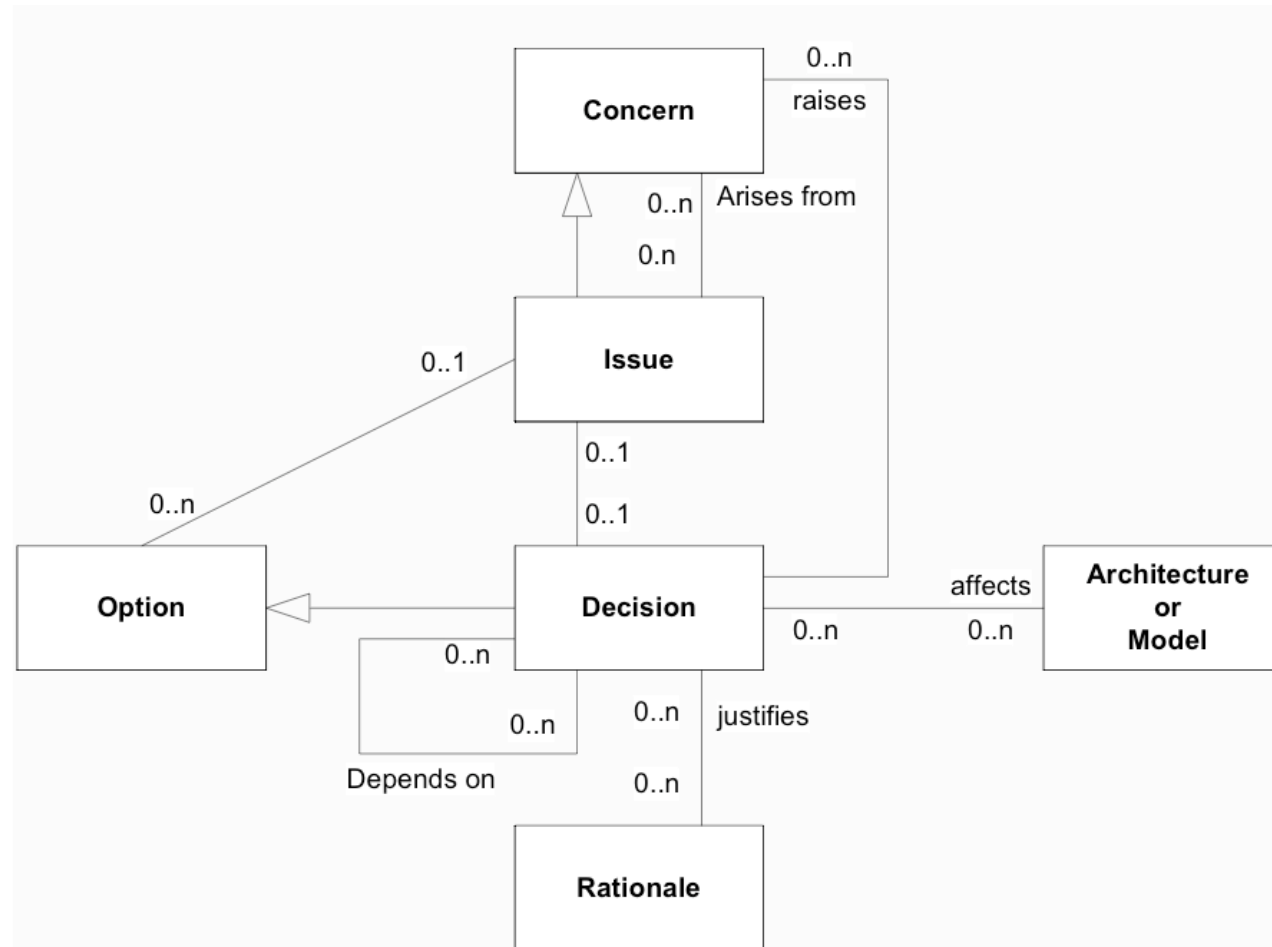 0..n
Concern
raises
0..n
Arises from
0.n
0..1
Issue
0..1
0..n
0..1
Option
Decision
affects
Architecture
or
Model
0..n
0..n
0..n
0..n
0..n
justifies
Depends on
0..n
Rationale